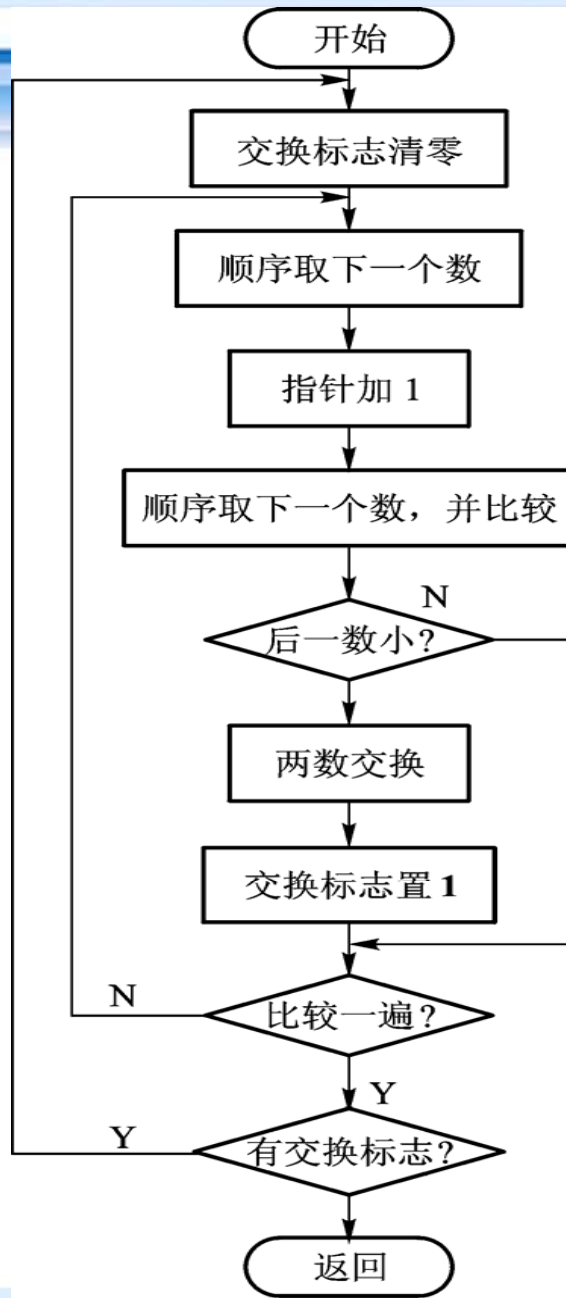 开始
交换标志清零
顺序取下一个数
指针加 1
顺序取下一个数，并比较
N
后一数小?
两数交换
交换标志置 1
N
比较一遍?
Y
Y
有交换标志?
返回